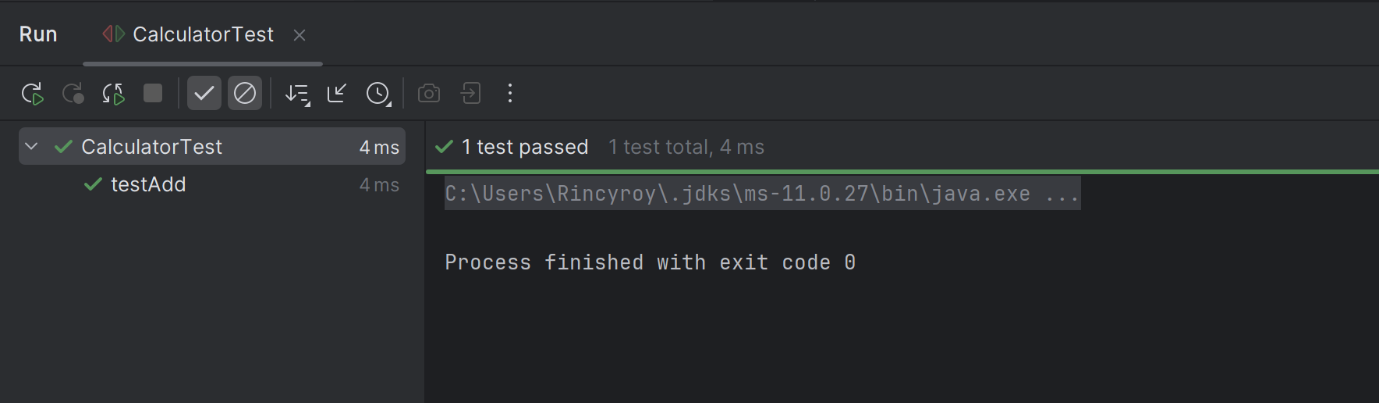 Run CalculatorTest
CalculatorTest 4 ms
testAdd 4 ms
1 test passed 1 test total, 4 ms
C:\Users\Rincyroy\.jdks\ms-11.0.27\bin\java.exe ...
Process finished with exit code 0